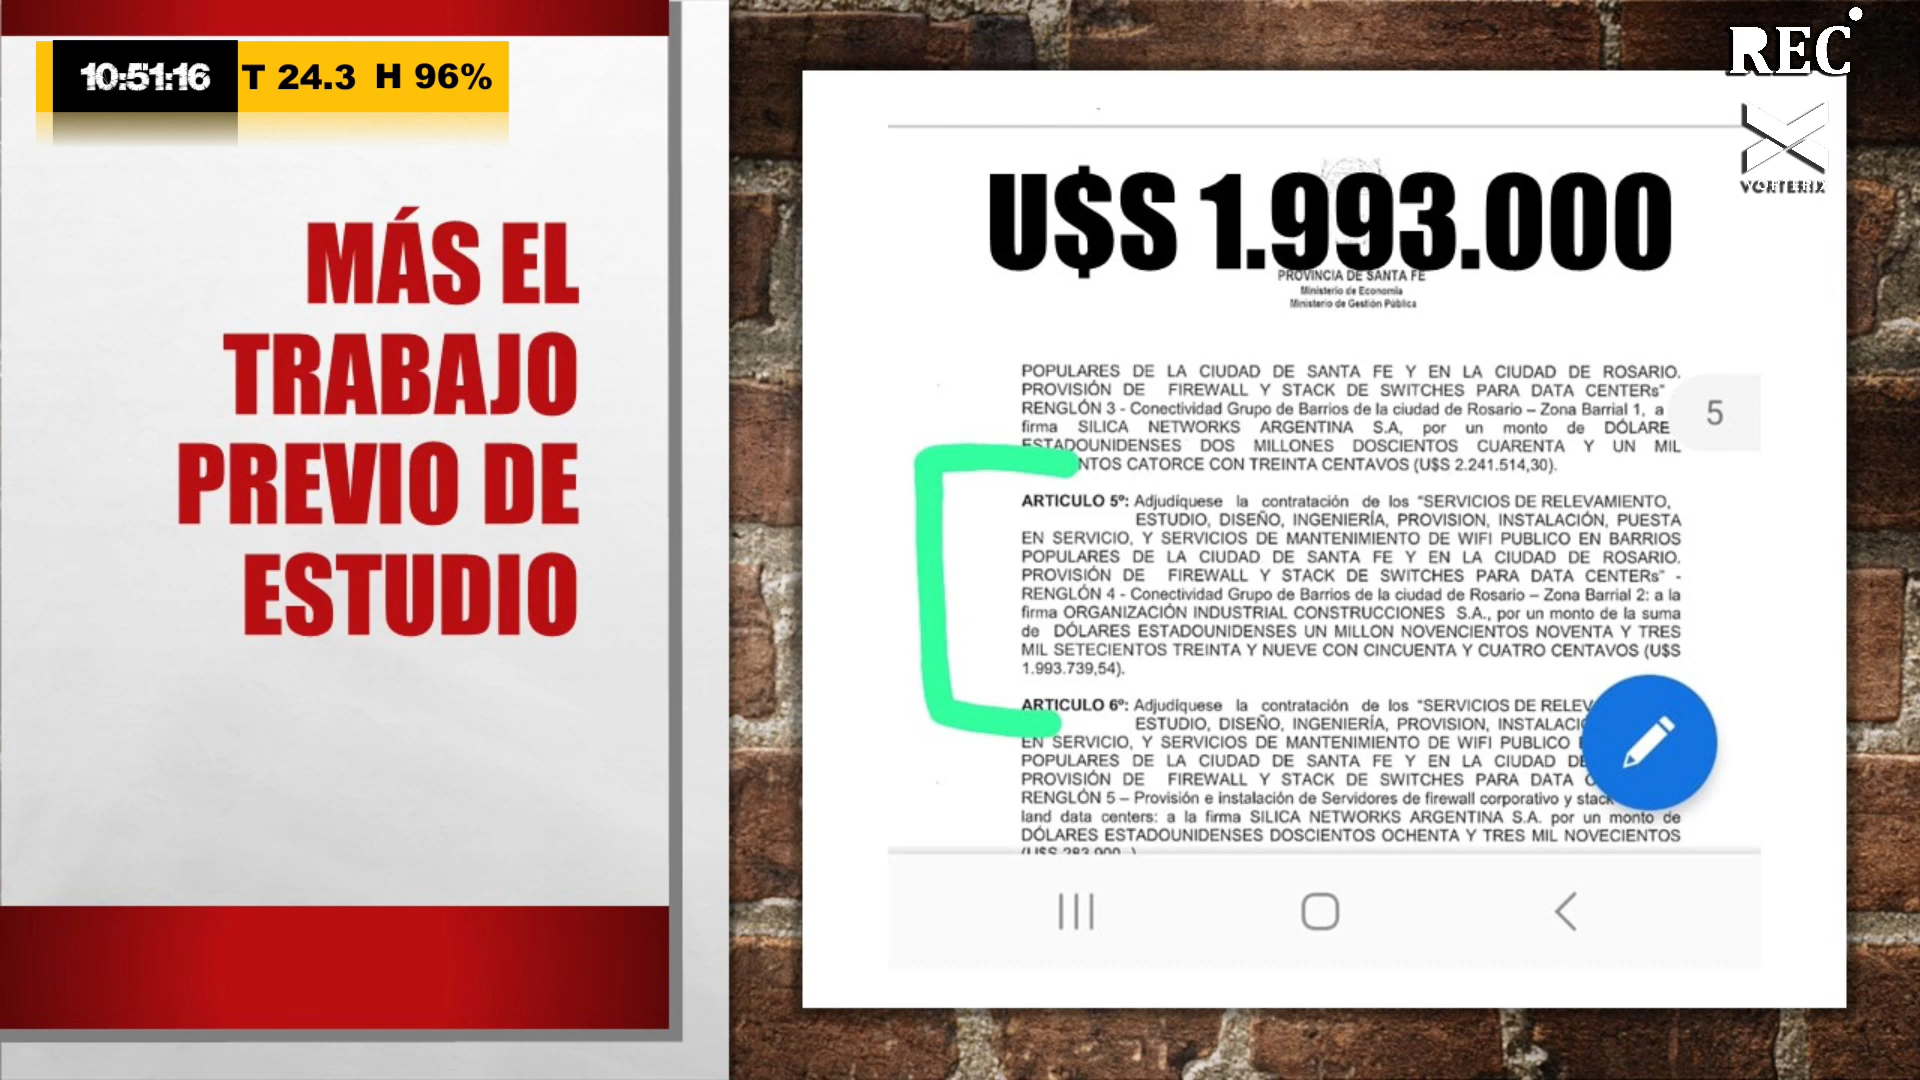 10:51:16 T 24.3 H 96%
REC
VORTERIX
MÁS EL
TRABAJO
PREVIO DE
ESTUDIO
U$S 1.993.000
PROVINCIA DE SANTA FE
Ministerio de Economía
Ministerio de Gestión Pública
5
POPULARES DE LA CIUDAD DE SANTA FE Y EN LA CIUDAD DE ROSARIO.
PROVISIÓN DE FIREWALL Y STACK DE SWITCHES PARA DATA CENTERs"
RENGLÓN 3 - Conectividad Grupo de Barrios de la ciudad de Rosario – Zona Barrial 1, a
firma SILICA NETWORKS ARGENTINA S.A, por un monto de DÓLARE
ESTADOUNIDENSES DOS MILLONES DOSCIENTOS CUARENTA Y UN MIL
NTOS CATORCE CON TREINTA CENTAVOS (U$S 2.241.514,30).
ARTICULO 5º: Adjudíquese la contratación de los "SERVICIOS DE RELEVAMIENTO,
ESTUDIO, DISEÑO, INGENIERÍA, PROVISION, INSTALACIÓN, PUESTA
EN SERVICIO, Y SERVICIOS DE MANTENIMIENTO DE WIFI PUBLICO EN BARRIOS
POPULARES DE LA CIUDAD DE SANTA FE Y EN LA CIUDAD DE ROSARIO.
PROVISIÓN DE FIREWALL Y STACK DE SWITCHES PARA DATA CENTERs" -
RENGLÓN 4 - Conectividad Grupo de Barrios de la ciudad de Rosario – Zona Barrial 2: a la
firma ORGANIZACIÓN INDUSTRIAL CONSTRUCCIONES S.A., por un monto de la suma
de DÓLARES ESTADOUNIDENSES UN MILLON NOVENCIENTOS NOVENTA Y TRES
MIL SETECIENTOS TREINTA Y NUEVE CON CINCUENTA Y CUATRO CENTAVOS (U$S
1.993.739,54).
ARTICULO 6º: Adjudíquese la contratación de los "SERVICIOS DE RELEV
ESTUDIO, DISEÑO, INGENIERÍA, PROVISION, INSTALACI
EN SERVICIO, Y SERVICIOS DE MANTENIMIENTO DE WIFI PUBLICO
POPULARES DE LA CIUDAD DE SANTA FE Y EN LA CIUDAD DE
PROVISIÓN DE FIREWALL Y STACK DE SWITCHES PARA DATA C
RENGLÓN 5 – Provisión e instalación de Servidores de firewall corporativo y stack
land data centers: a la firma SILICA NETWORKS ARGENTINA S.A. por un monto de
DÓLARES ESTADOUNIDENSES DOSCIENTOS OCHENTA Y TRES MIL NOVECIENTOS
(U$S 283.900